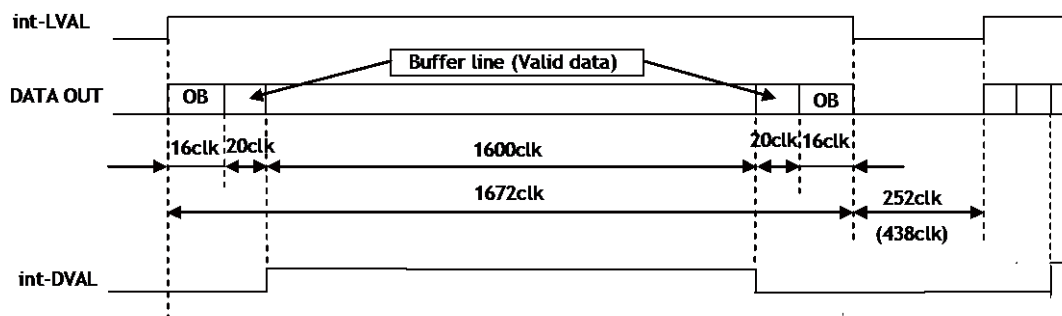 int-LVAL
Buffer line (Valid data)
DATA OUT
OB
OB
16clk
20clk
1600clk
20clk
16clk
1672clk
252clk
(438clk)
int-DVAL